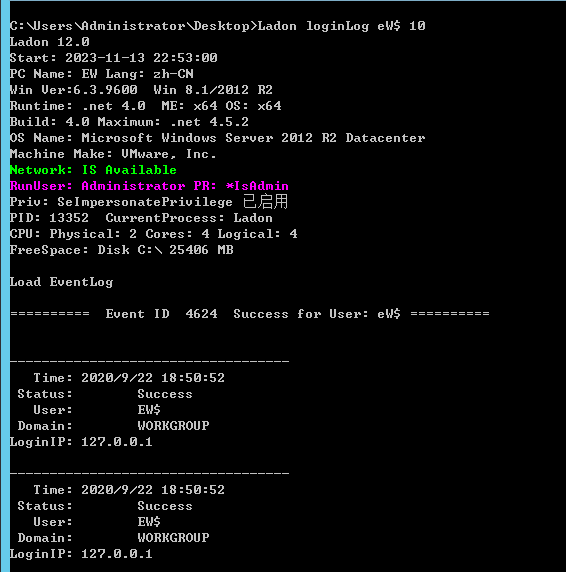 C:\Users\Administrator\Desktop>Ladon loginLog eW$ 10
Ladon 12.0
Start: 2023-11-13 22:53:00
PC Name: EW Lang: zh-CN
Win Ver:6.3.9600  Win 8.1/2012 R2
Runtime: .net 4.0  ME: x64 OS: x64
Build: 4.0 Maximum: .net 4.5.2
OS Name: Microsoft Windows Server 2012 R2 Datacenter
Machine Make: VMware, Inc.
Network: IS Available
RunUser: Administrator PR: *IsAdmin
Priv: SeImpersonatePrivilege 已启用
PID: 13352  CurrentProcess: Ladon
CPU: Physical: 2 Cores: 4 Logical: 4
FreeSpace: Disk C:\ 25406 MB
Load EventLog
==========  Event ID  4624  Success for User: eW$ ==========
-----------------------------------
Time: 2020/9/22 18:50:52
Status:        Success
User:        EW$
Domain:        WORKGROUP
LoginIP: 127.0.0.1
-----------------------------------
Time: 2020/9/22 18:50:52
Status:        Success
User:        EW$
Domain:        WORKGROUP
LoginIP: 127.0.0.1